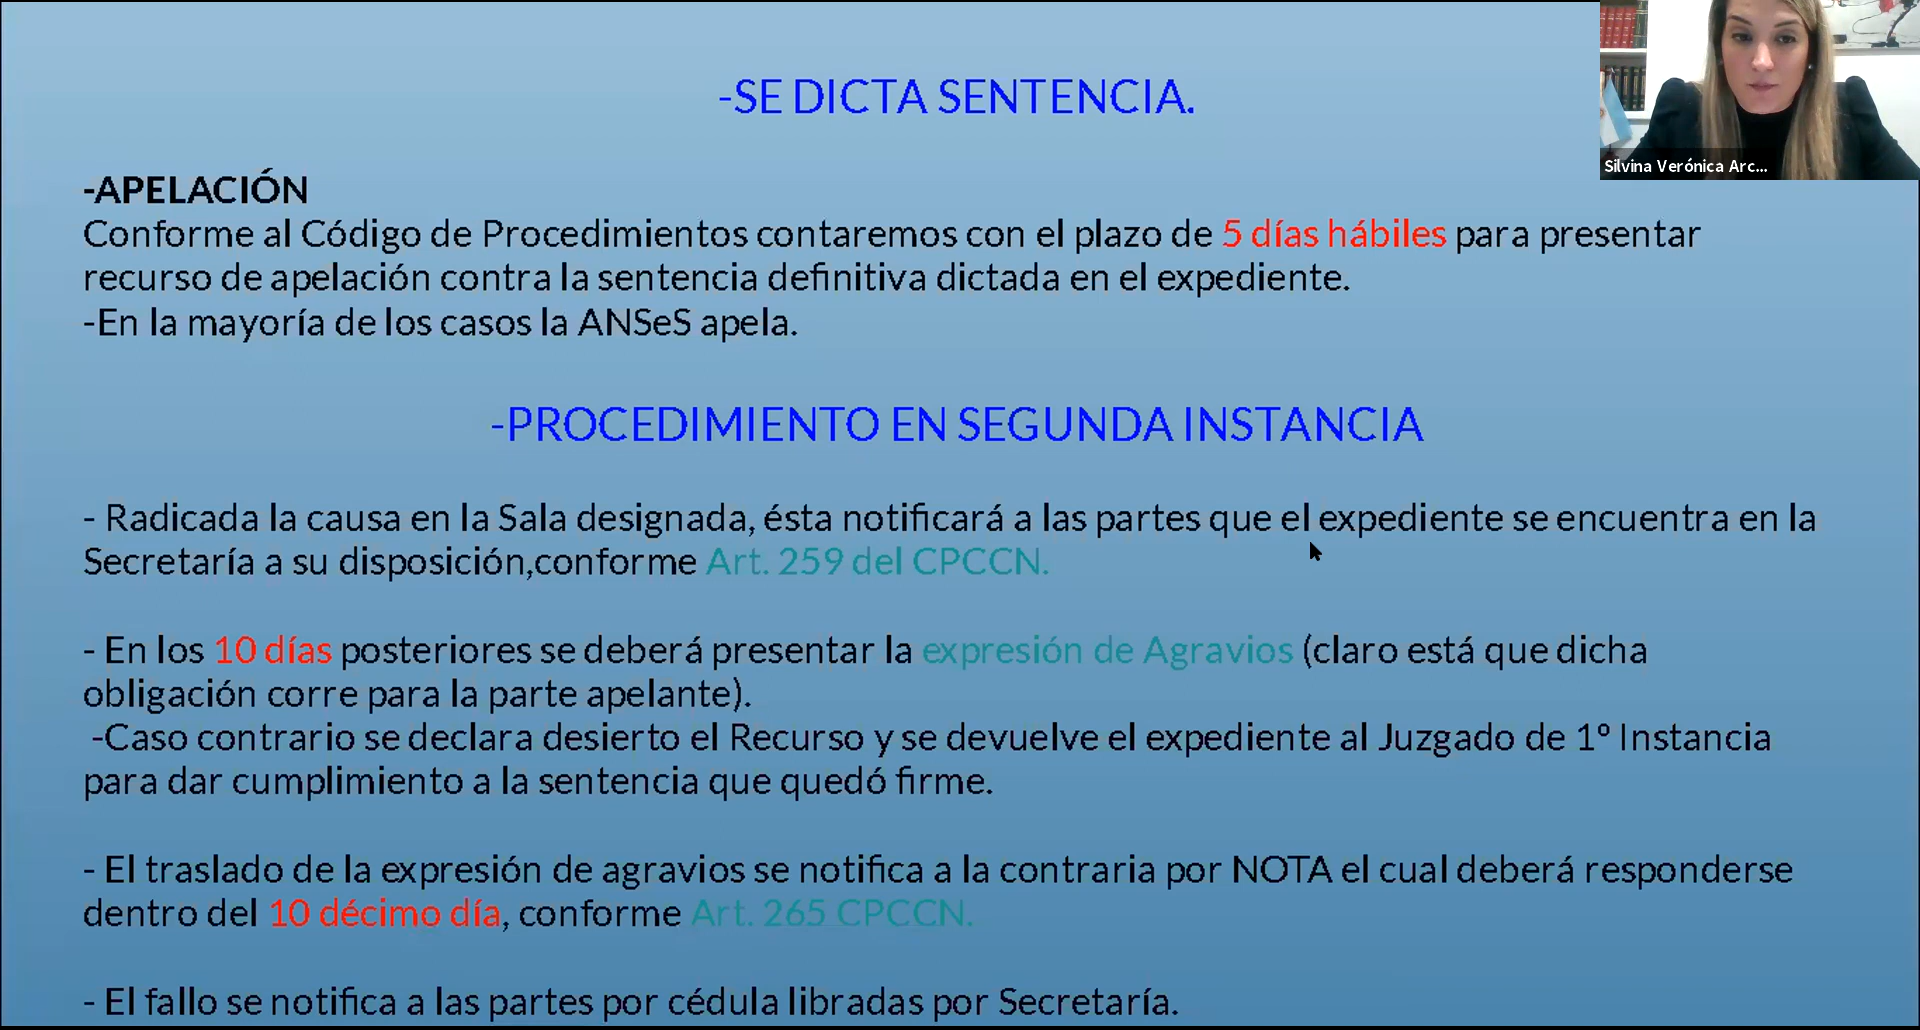 -SE DICTA SENTENCIA.
Silvina Verónica Arc...
-APELACIÓN
Conforme al Código de Procedimientos contaremos con el plazo de 5 días hábiles para presentar
recurso de apelación contra la sentencia definitiva dictada en el expediente.
-En la mayoría de los casos la ANSeS apela.
-PROCEDIMIENTO EN SEGUNDA INSTANCIA
- Radicada la causa en la Sala designada, ésta notificará a las partes que el expediente se encuentra en la
Secretaría a su disposición,conforme Art. 259 del CPCCN.
- En los 10 días posteriores se deberá presentar la expresión de Agravios (claro está que dicha
obligación corre para la parte apelante).
-Caso contrario se declara desierto el Recurso y se devuelve el expediente al Juzgado de 1º Instancia
para dar cumplimiento a la sentencia que quedó firme.
- El traslado de la expresión de agravios se notifica a la contraria por NOTA el cual deberá responderse
dentro del 10 décimo día, conforme Art. 265 CPCCN.
- El fallo se notifica a las partes por cédula libradas por Secretaría.